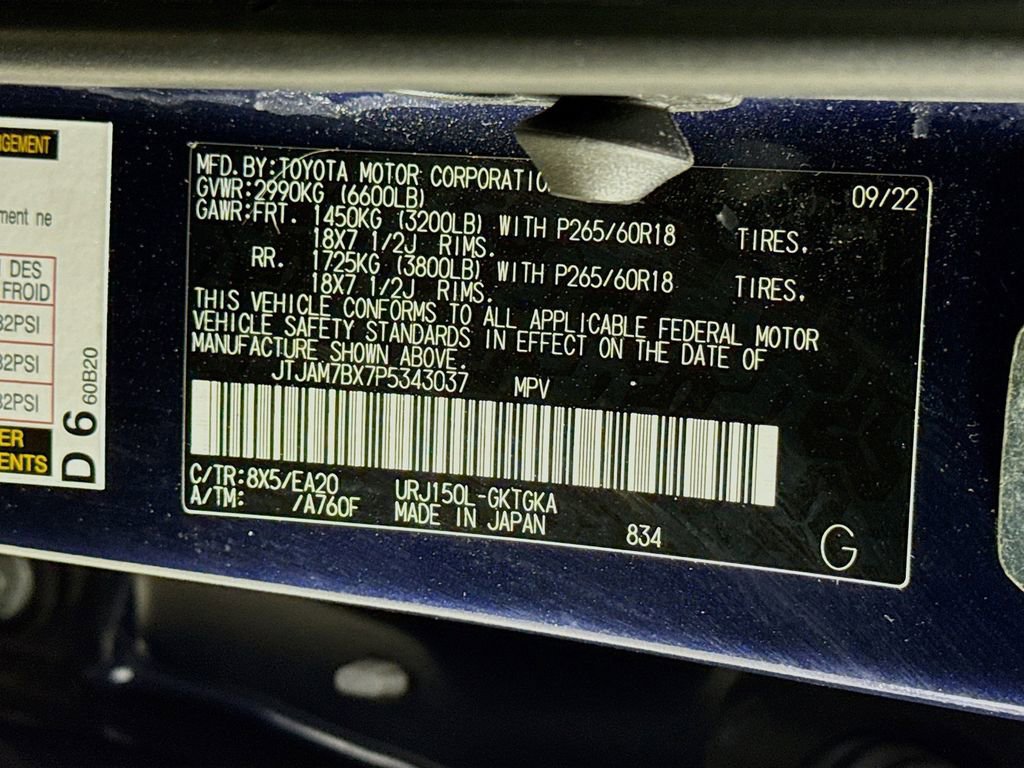 GEMENT
ment ne
DES
FROID
32PSI
32PSI
32PSI
ER
ENTS
D 6 60B20
MFD. BY: TOYOTA MOTOR CORPORATIO 09/22
GVWR: 2990KG (6600LB)
GAWR: FRT. 1450KG (3200LB) WITH P265/60R18 TIRES,
18X7 1/2J RIMS.
RR. 1725KG (3800LB) WITH P265/60R18 TIRES,
18X7 1/2J RIMS.
THIS VEHICLE CONFORMS TO ALL APPLICABLE FEDERAL MOTOR
VEHICLE SAFETY STANDARDS IN EFFECT ON THE DATE OF
MANUFACTURE SHOWN ABOVE.
JTJAM7BX7P5343037 MPV
C/TR: 8X5/EA20 URJ150L-GKTGKA
A/TM: /A760F MADE IN JAPAN 834 G